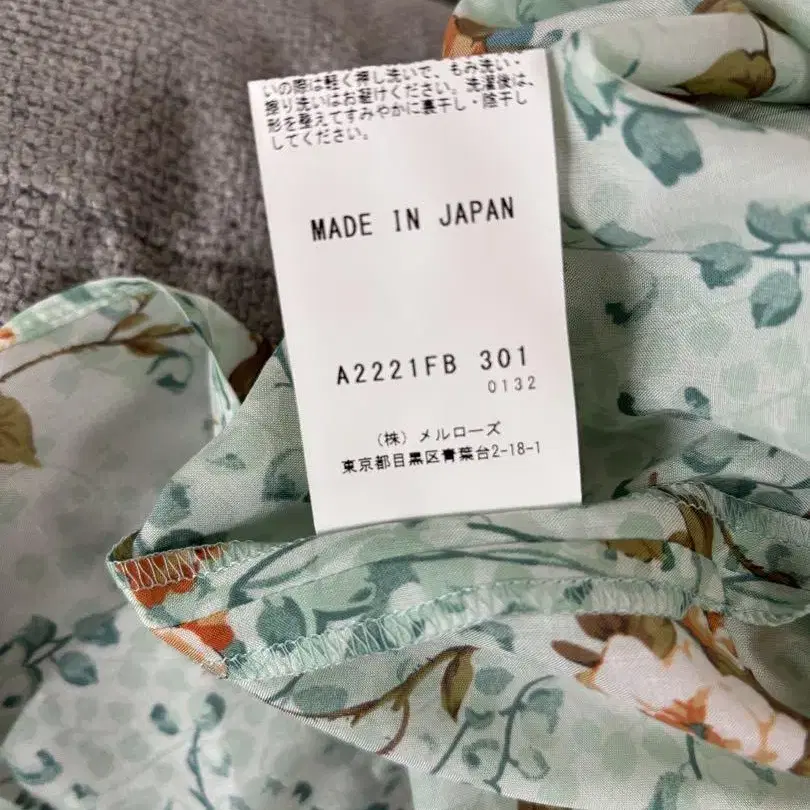 いの際は軽く押し洗いで、もみ洗い・
擦り洗いはお避けください。洗濯後は、
形を整えてすみやかに裏干し・陰干し
してください。
MADE IN JAPAN
A2221FB 301
0132
(株) メルローズ
東京都目黒区青葉台2-18-1